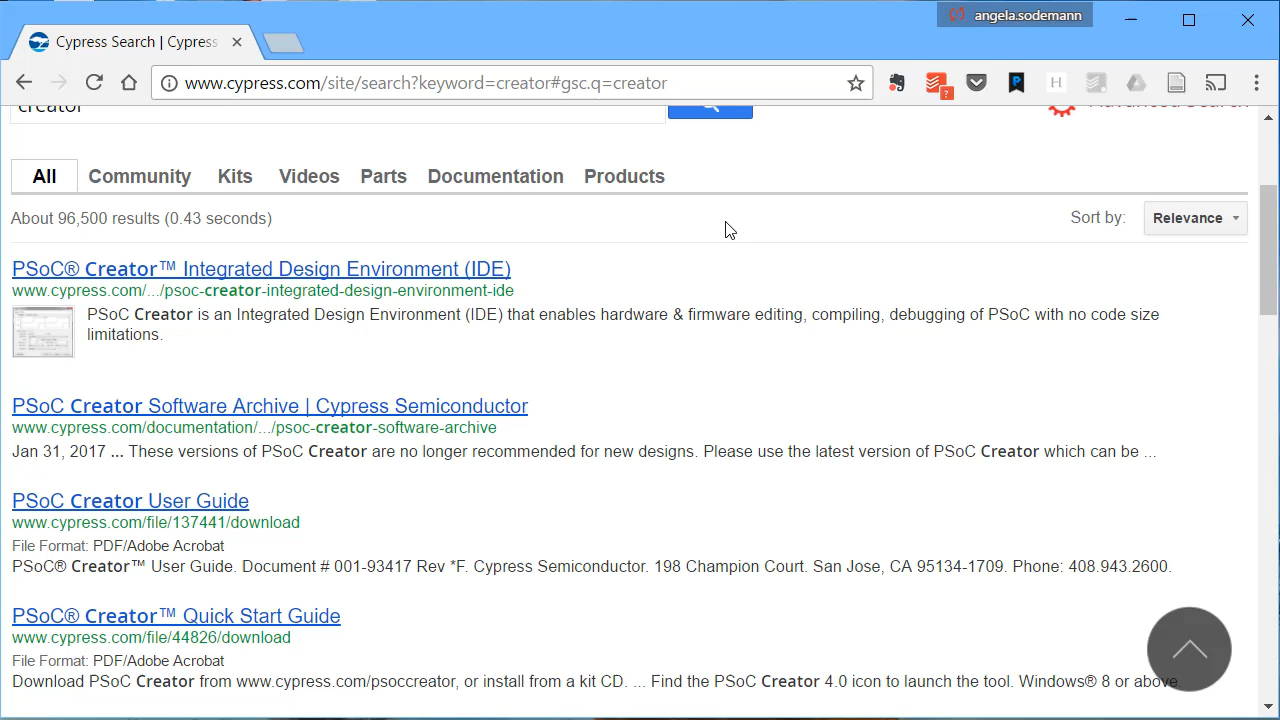 angela.sodemann
Cypress Search | Cypress
www.cypress.com/site/search?keyword=creator#gsc.q=creator
creator
Advanced Search
All Community Kits Videos Parts Documentation Products
About 96,500 results (0.43 seconds)
Sort by: Relevance
PSoC® Creator™ Integrated Design Environment (IDE)
www.cypress.com/.../psoc-creator-integrated-design-environment-ide
PSoC Creator is an Integrated Design Environment (IDE) that enables hardware & firmware editing, compiling, debugging of PSoC with no code size
limitations.
PSoC Creator Software Archive | Cypress Semiconductor
www.cypress.com/documentation/.../psoc-creator-software-archive
Jan 31, 2017 ... These versions of PSoC Creator are no longer recommended for new designs. Please use the latest version of PSoC Creator which can be ...
PSoC Creator User Guide
www.cypress.com/file/137441/download
File Format: PDF/Adobe Acrobat
PSoC® Creator™ User Guide. Document # 001-93417 Rev *F. Cypress Semiconductor. 198 Champion Court. San Jose, CA 95134-1709. Phone: 408.943.2600.
PSoC® Creator™ Quick Start Guide
www.cypress.com/file/44826/download
File Format: PDF/Adobe Acrobat
Download PSoC Creator from www.cypress.com/psoccreator, or install from a kit CD. ... Find the PSoC Creator 4.0 icon to launch the tool. Windows® 8 or above.